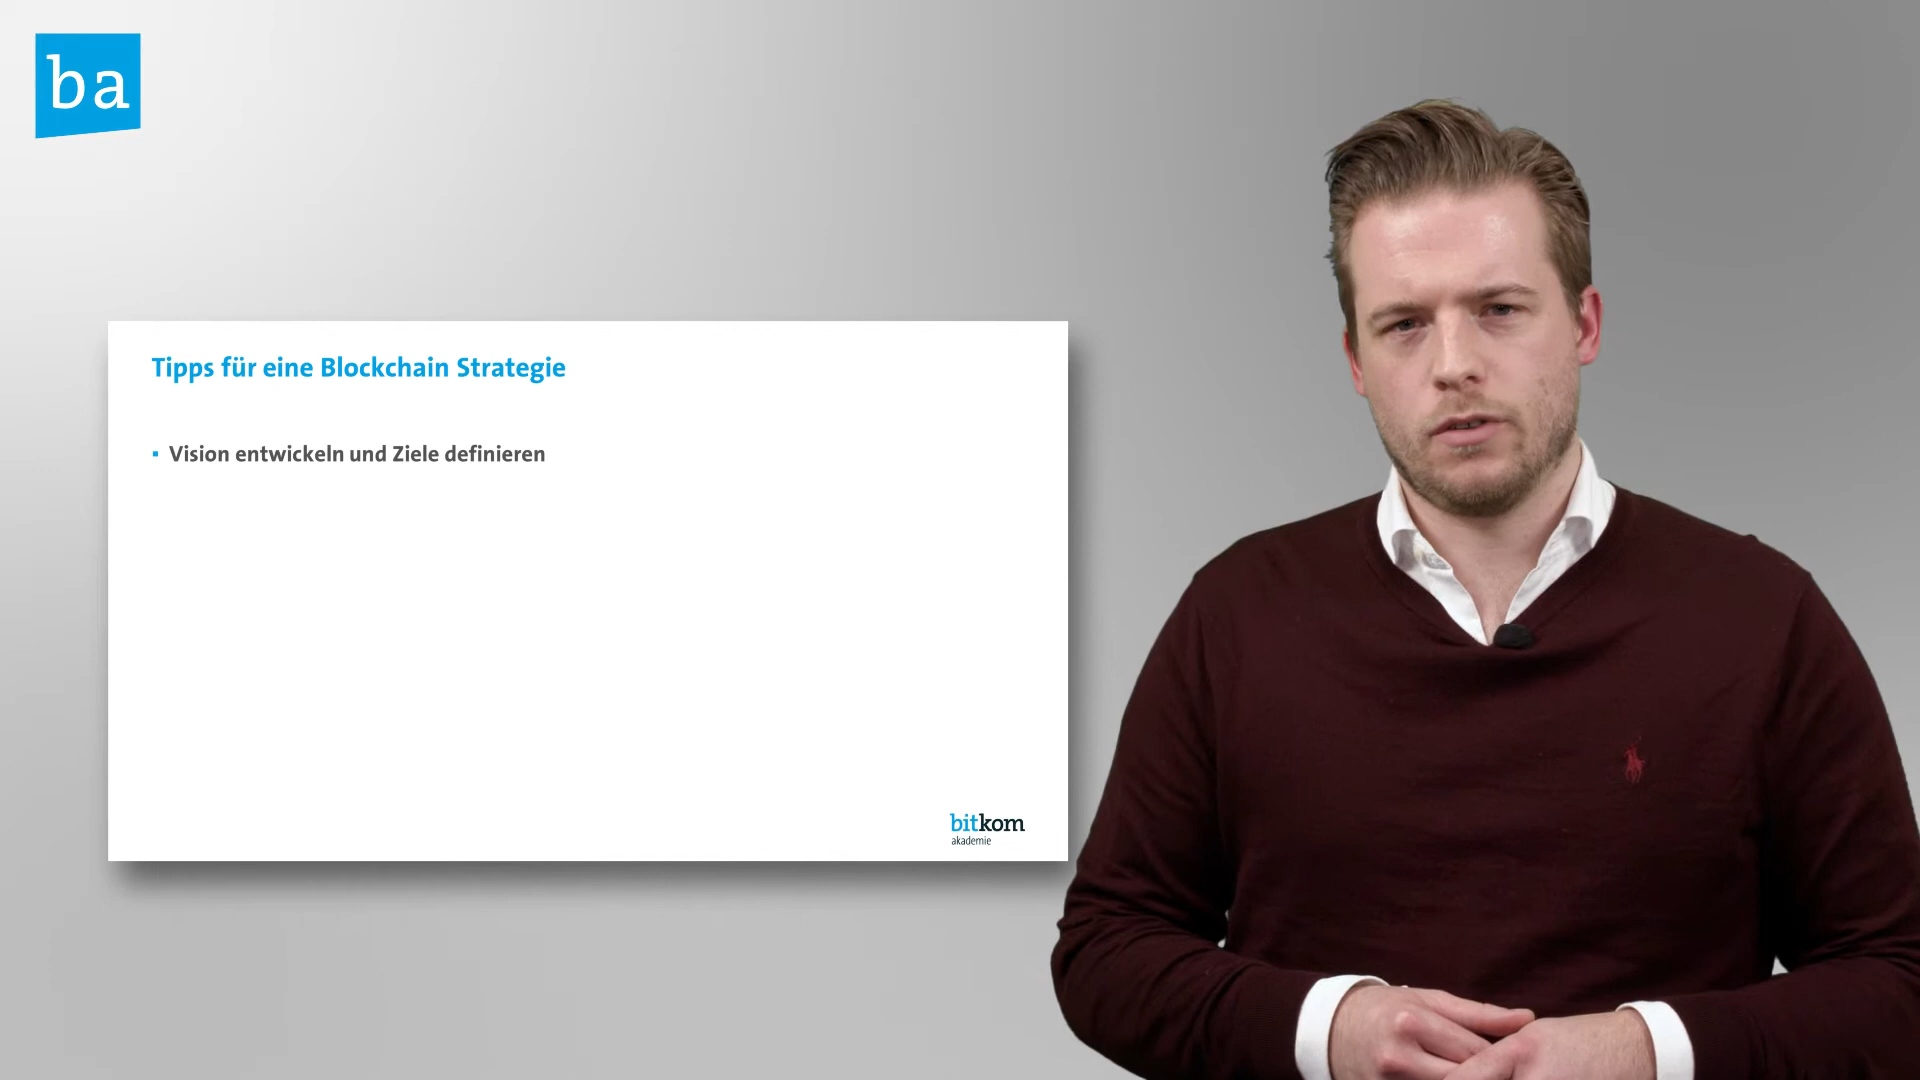 ba
Tipps für eine Blockchain Strategie
▪ Vision entwickeln und Ziele definieren
bitkom
akademie